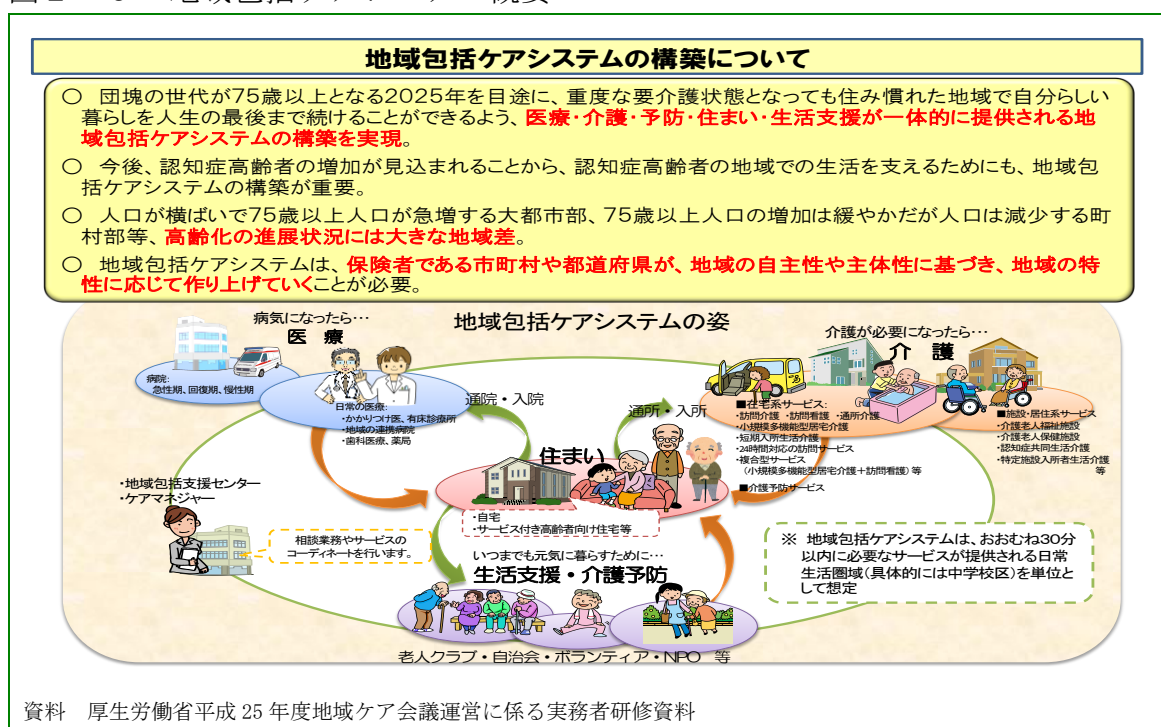 地域包括ケアシステムの構築について
○ 団塊の世代が75歳以上となる2025年を目途に、重度な要介護状態となっても住み慣れた地域で自分らしい
暮らしを人生の最後まで続けることができるよう、医療・介護・予防・住まい・生活支援が一体的に提供される地
域包括ケアシステムの構築を実現。
○ 今後、認知症高齢者の増加が見込まれることから、認知症高齢者の地域での生活を支えるためにも、地域包
括ケアシステムの構築が重要。
○ 人口が横ばいで75歳以上人口が急増する大都市部、75歳以上人口の増加は緩やかだが人口は減少する町
村部等、高齢化の進展状況には大きな地域差。
○ 地域包括ケアシステムは、保険者である市町村や都道府県が、地域の自主性や主体性に基づき、地域の特
性に応じて作り上げていくことが必要。
地域包括ケアシステムの姿
病気になったら…
医 療
病院:
急性期、回復期、慢性期
日常の医療:
・かかりつけ医、有床診療所
・地域の連携病院
・歯科医療、薬局
通院・入院
通所・入所
介護が必要になったら…
介 護
■在宅系サービス:
・訪問介護 ・訪問看護 ・通所介護
・小規模多機能型居宅介護
・短期入所生活介護
・24時間対応の訪問サービス
・複合型サービス
(小規模多機能型居宅介護+訪問看護)等
■介護予防サービス
■施設・居住系サービス
・介護老人福祉施設
・介護老人保健施設
・認知症共同生活介護
・特定施設入所者生活介護
等
住まい
・自宅
・サービス付き高齢者向け住宅等
・地域包括支援センター
・ケアマネジャー
相談業務やサービスの
コーディネートを行います。
いつまでも元気に暮らすために…
生活支援・介護予防
老人クラブ・自治会・ボランティア・NPO 等
※ 地域包括ケアシステムは、おおむね30分
以内に必要なサービスが提供される日常
生活圏域(具体的には中学校区)を単位と
して想定
資料 厚生労働省平成 25 年度地域ケア会議運営に係る実務者研修資料